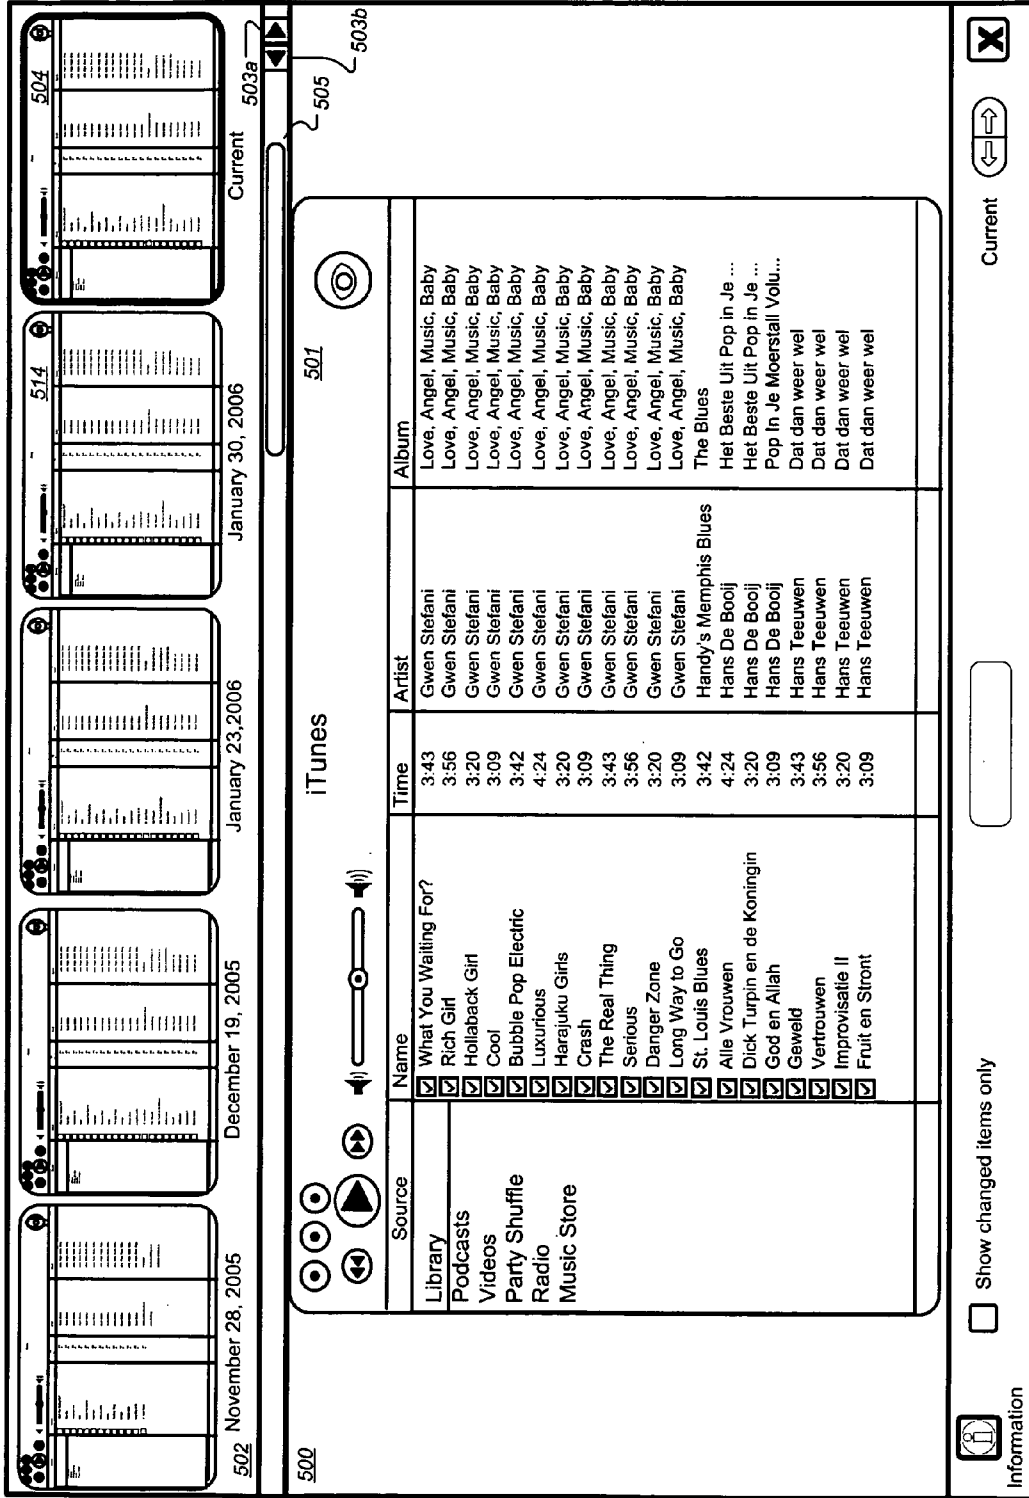 504
514
November 28, 2005
December 19, 2005
January 23,2006
January 30, 2006
Current
502
503a
503b
505
500
501
iTunes
Source Name Time Artist Album
Library
Podcasts
Videos
Party Shuffle
Radio
Music Store
What You Waiting For? 3:43 Gwen Stefani Love, Angel, Music, Baby
Rich Girl 3:56 Gwen Stefani Love, Angel, Music, Baby
Hollaback Girl 3:20 Gwen Stefani Love, Angel, Music, Baby
Cool 3:09 Gwen Stefani Love, Angel, Music, Baby
Bubble Pop Electric 3:42 Gwen Stefani Love, Angel, Music, Baby
Luxurious 4:24 Gwen Stefani Love, Angel, Music, Baby
Harajuku Girls 3:20 Gwen Stefani Love, Angel, Music, Baby
Crash 3:09 Gwen Stefani Love, Angel, Music, Baby
The Real Thing 3:43 Gwen Stefani Love, Angel, Music, Baby
Serious 3:56 Gwen Stefani Love, Angel, Music, Baby
Danger Zone 3:20 Gwen Stefani Love, Angel, Music, Baby
Long Way to Go 3:09 Gwen Stefani Love, Angel, Music, Baby
St. Louis Blues 3:42 Handy's Memphis Blues The Blues
Alle Vrouwen 4:24 Hans De Booij Het Beste Uit Pop in Je ...
Dick Turpin en de Koningin 3:20 Hans De Booij Het Beste Uit Pop in Je ...
God en Allah 3:09 Hans De Booij Pop In Je Moerstall Volu...
Geweld 3:43 Hans Teeuwen Dat dan weer wel
Vertrouwen 3:56 Hans Teeuwen Dat dan weer wel
Improvisatie II 3:20 Hans Teeuwen Dat dan weer wel
Fruit en Stront 3:09 Hans Teeuwen Dat dan weer wel
Information
Show changed items only
Current